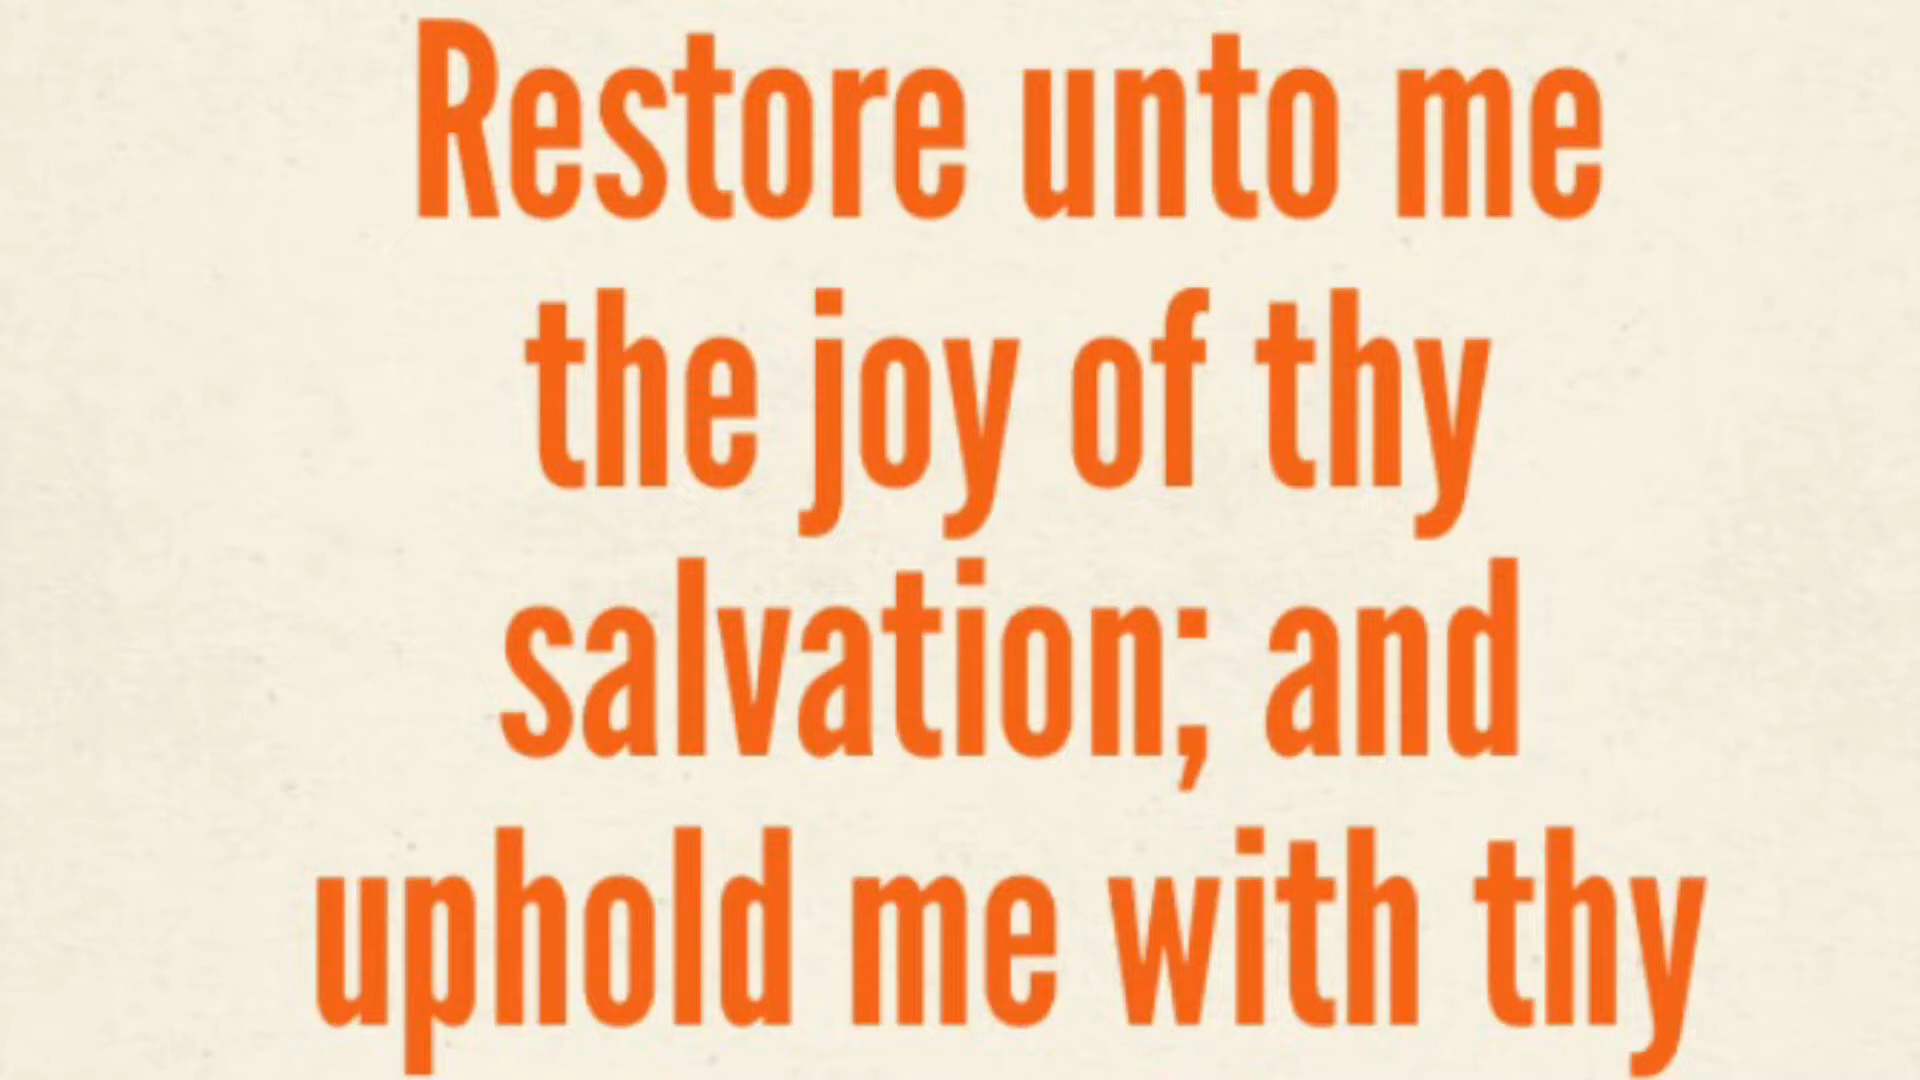 Restore unto me
the joy of thy
salvation; and
uphold me with thy